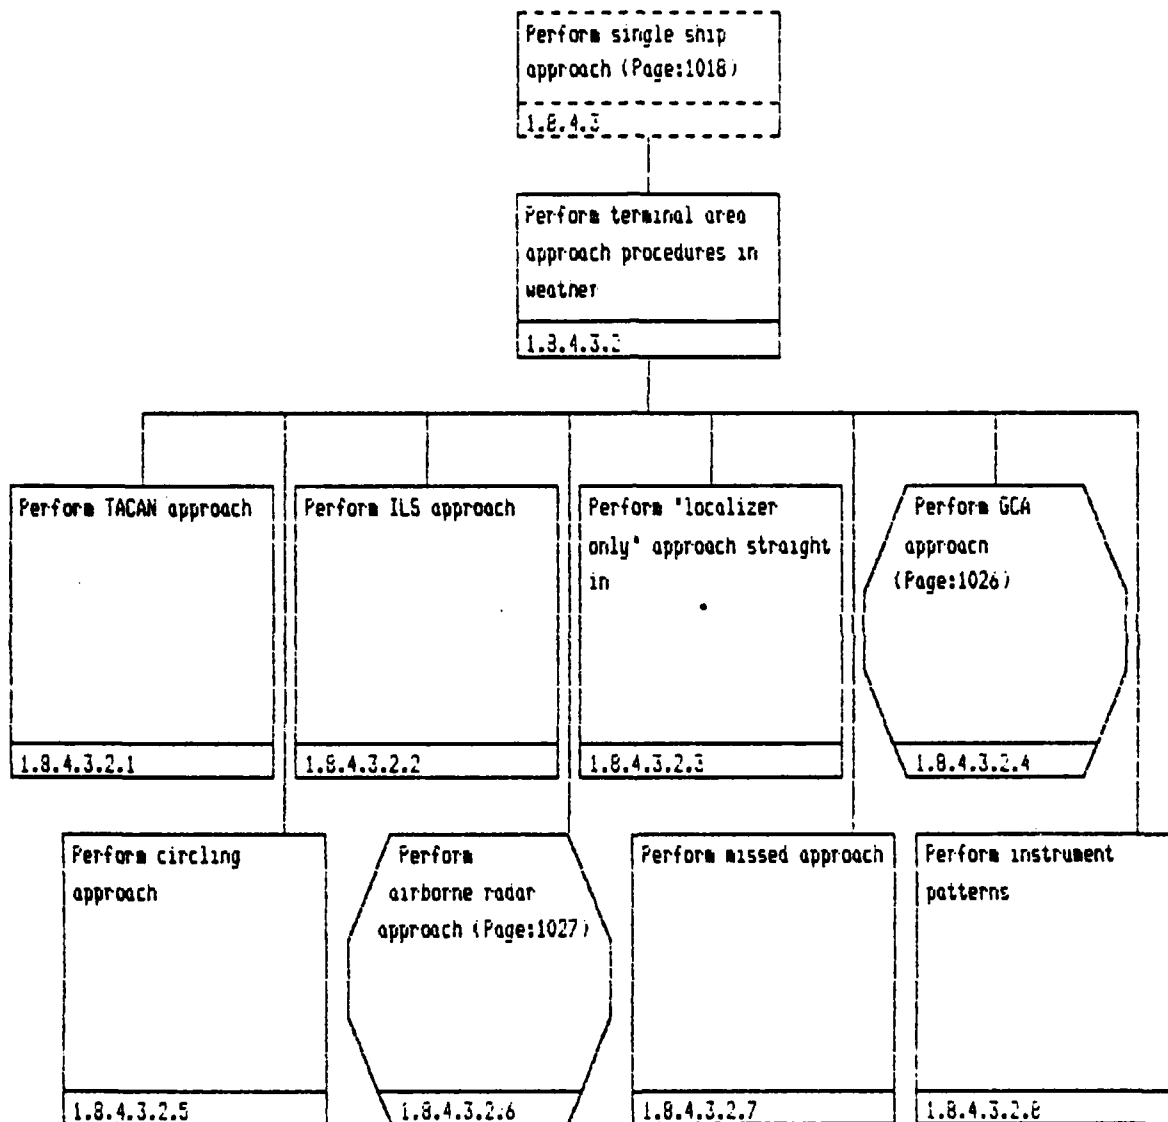 Perform single ship
approach (Page:1018)
1.8.4.3
Perform terminal area
approach procedures in
weather
1.8.4.3.2
Perform TACAN approach
1.8.4.3.2.1
Perform ILS approach
1.8.4.3.2.2
Perform "localizer
only" approach straight
in
1.8.4.3.2.3
Perform GCA
approach
(Page:1026)
1.8.4.3.2.4
Perform circling
approach
1.8.4.3.2.5
Perform
airborne radar
approach (Page:1027)
1.8.4.3.2.6
Perform missed approach
1.8.4.3.2.7
Perform instrument
patterns
1.8.4.3.2.8